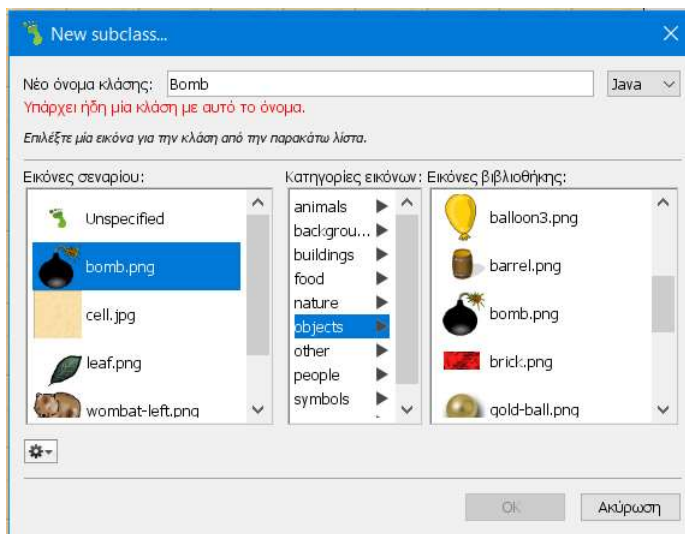 New subclass...
Νέο όνομα κλάσης: Bomb Java
Υπάρχει ήδη μία κλάση με αυτό το όνομα.
Επιλέξτε μία εικόνα για την κλάση από την παρακάτω λίστα.
Εικόνες σεναρίου:
Unspecified
bomb.png
cell.jpg
leaf.png
wombat-left.png
Κατηγορίες εικόνων:
animals
backgrou...
buildings
food
nature
objects
other
people
symbols
Εικόνες βιβλιοθήκης:
balloon3.png
barrel.png
bomb.png
brick.png
gold-ball.png
OK
Ακύρωση